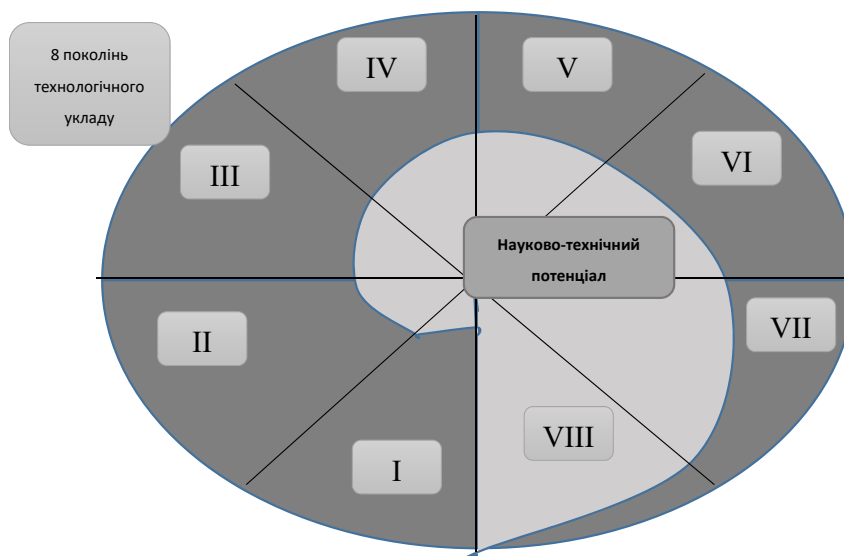 8 поколінь
технологічного
укладу
IV
V
III
VI
Науково-технічний
потенціал
II
VII
I
VIII